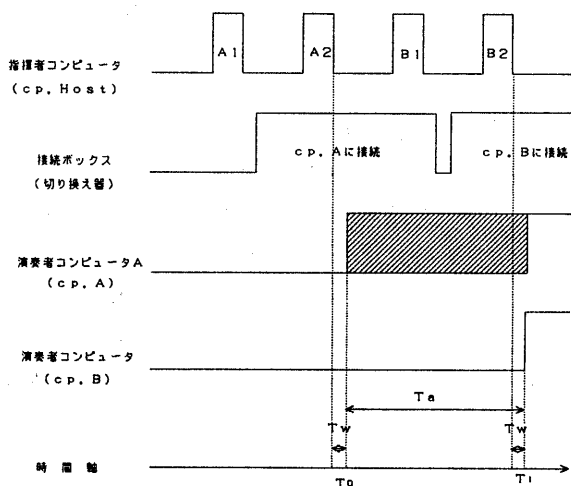 A1 A2 B1 B2
指揮者コンピュータ
(cp. Host)
cp. Aに接続 cp. Bに接続
接続ボックス
(切り換え器)
演奏者コンピュータA
(cp. A)
演奏者コンピュータ
(cp. B)
Ta
Tw Tw
時間軸
T0 T1